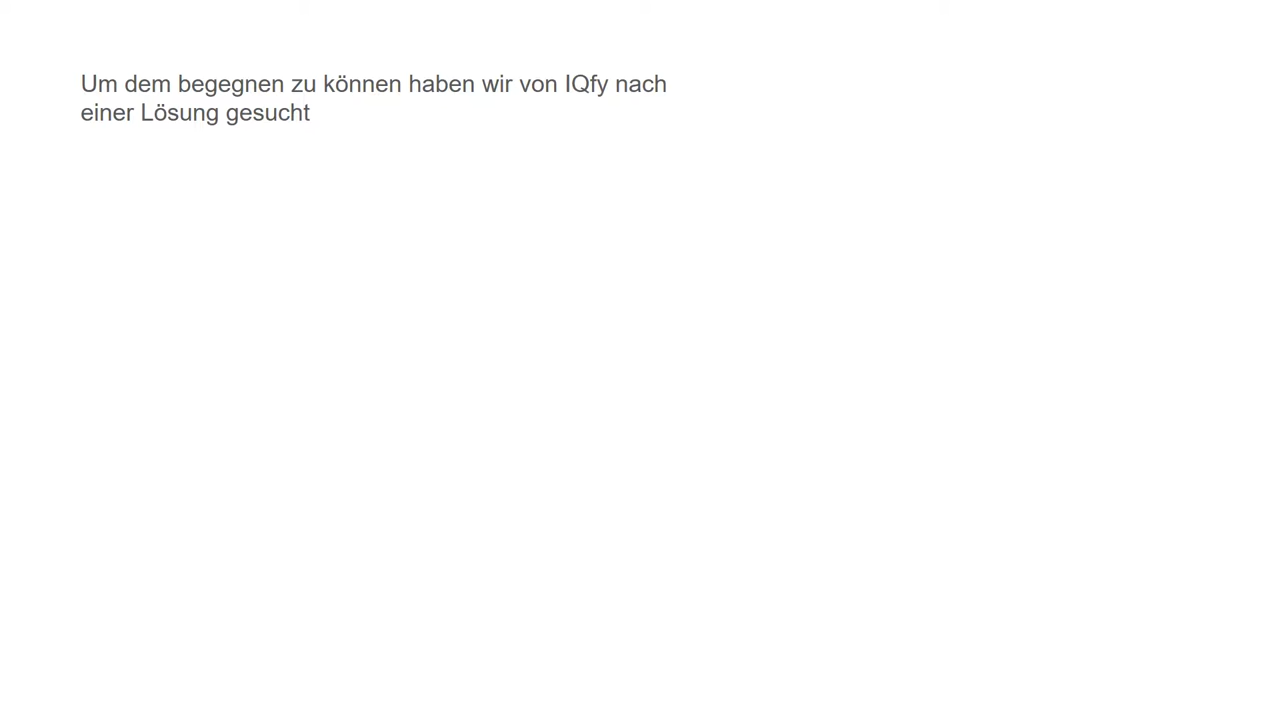 Um dem begegnen zu können haben wir von IQfy nach
einer Lösung gesucht